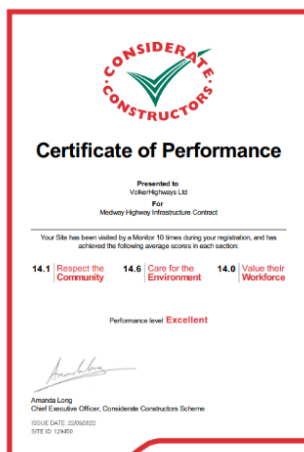 CONSIDERATE
CONSTRUCTORS
Certificate of Performance
Presented to
VolkerHighways Ltd
For
Medway Highway Infrastructure Contract
Your Site has been visited by a Monitor 10 times during your registration, and has
achieved the following average scores in each section:
14.1 Respect the Community
14.6 Care for the Environment
14.0 Value their Workforce
Performance level Excellent
Amanda Long
Amanda Long
Chief Executive Officer, Considerate Constructors Scheme
ISSUE DATE: 22/06/2022
SITE ID: 129450